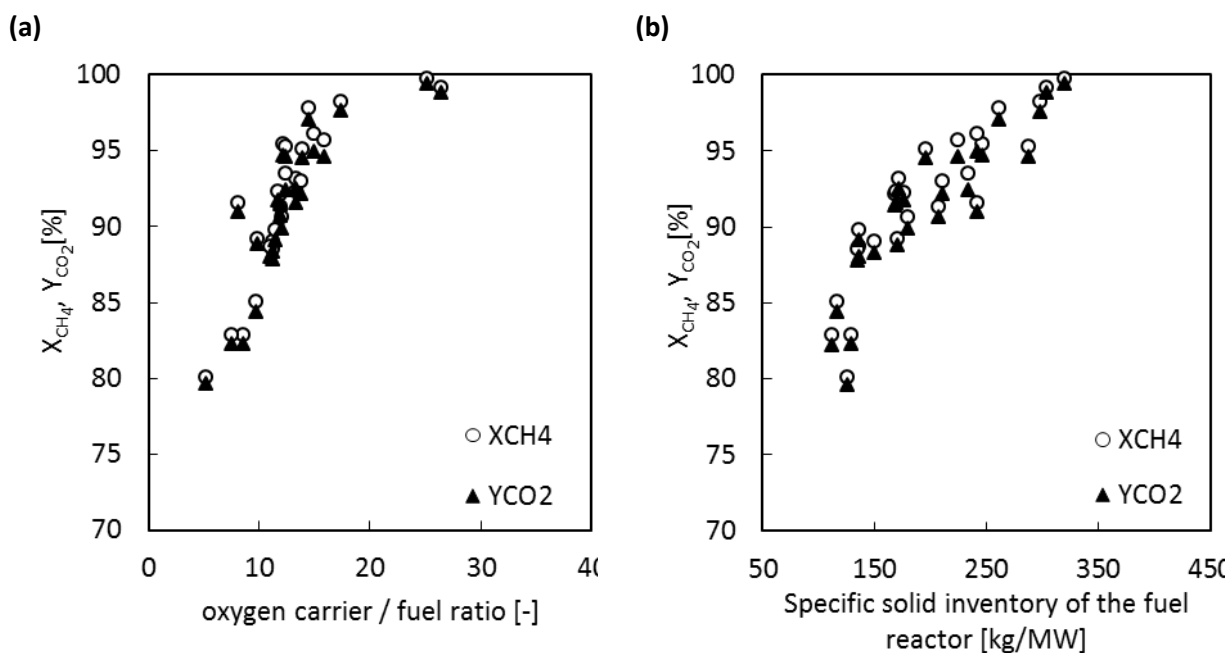 (a)
100
95
90
85
80
75
70
X_CH4, Y_CO2[%]
XCH4
YCO2
0 10 20 30 40
oxygen carrier / fuel ratio [-]
(b)
100
95
90
85
80
75
70
X_CH4, Y_CO2[%]
XCH4
YCO2
50 150 250 350 450
Specific solid inventory of the fuel
reactor [kg/MW]